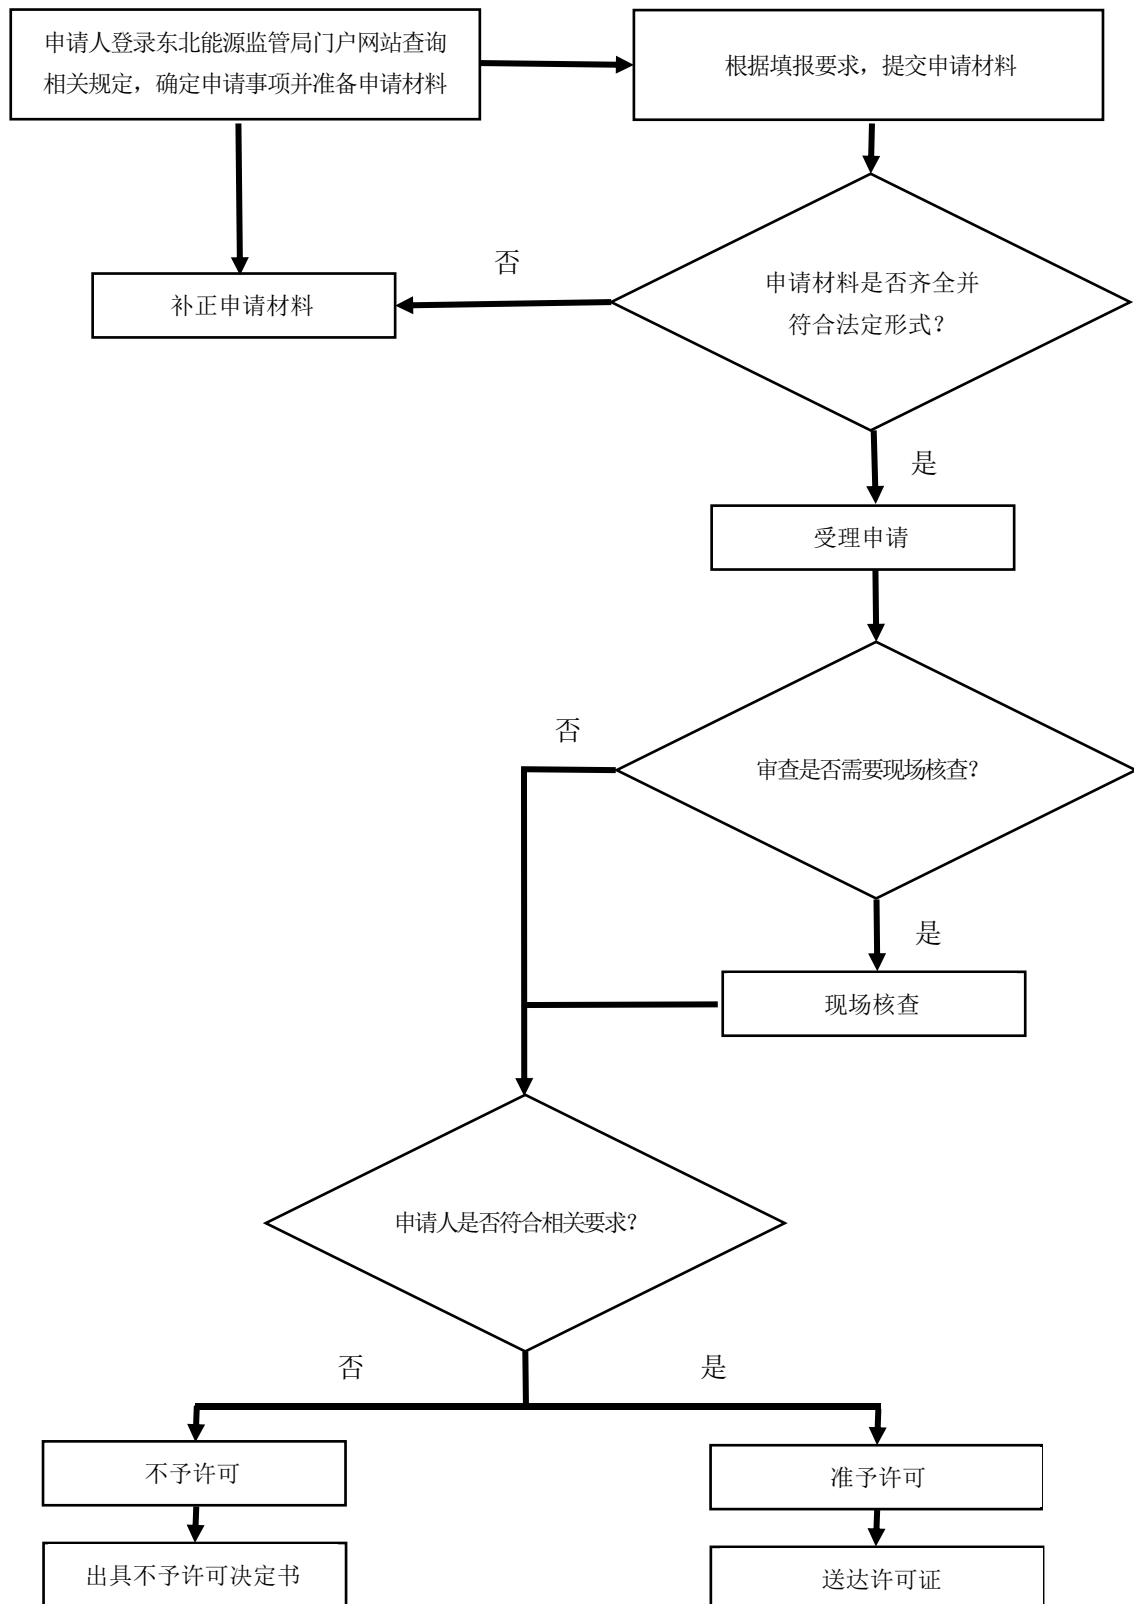 申请人登录东北能源监管局门户网站查询
相关规定，确定申请事项并准备申请材料
根据填报要求，提交申请材料
申请材料是否齐全并
符合法定形式？
否
补正申请材料
是
受理申请
否
审查是否需要现场核查？
是
现场核查
申请人是否符合相关要求？
否
是
不予许可
准予许可
出具不予许可决定书
送达许可证